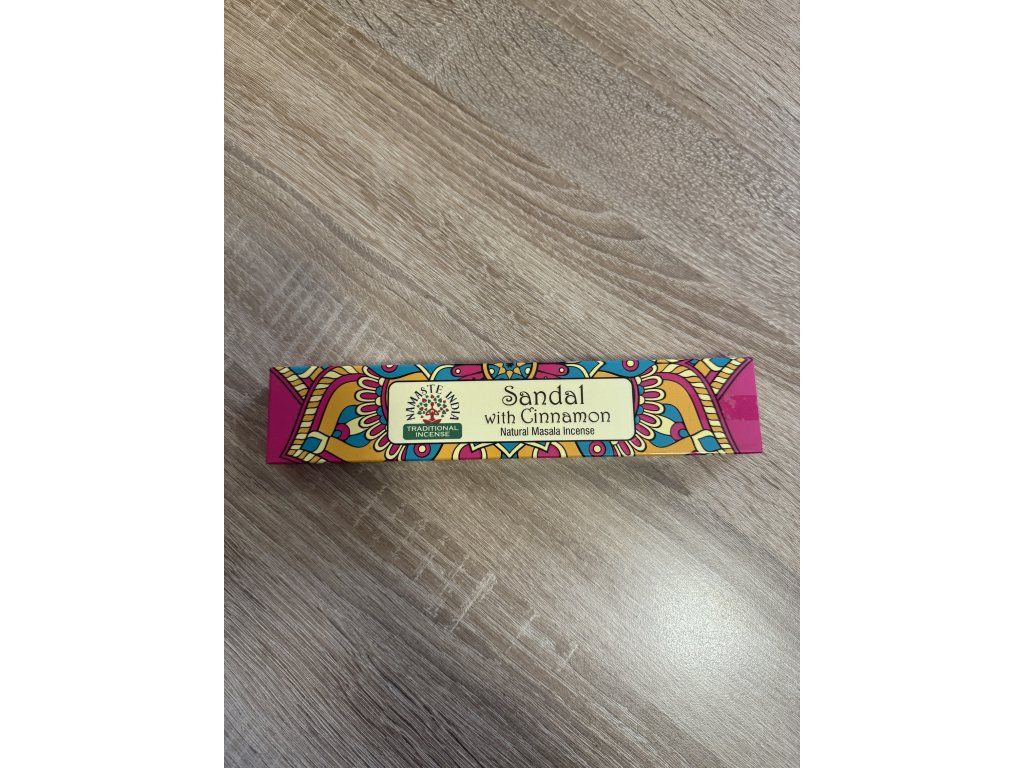 NAMASTE INDIA
TRADITIONAL
INCENSE
Sandal
with Cinnamon
Natural Masala Incense